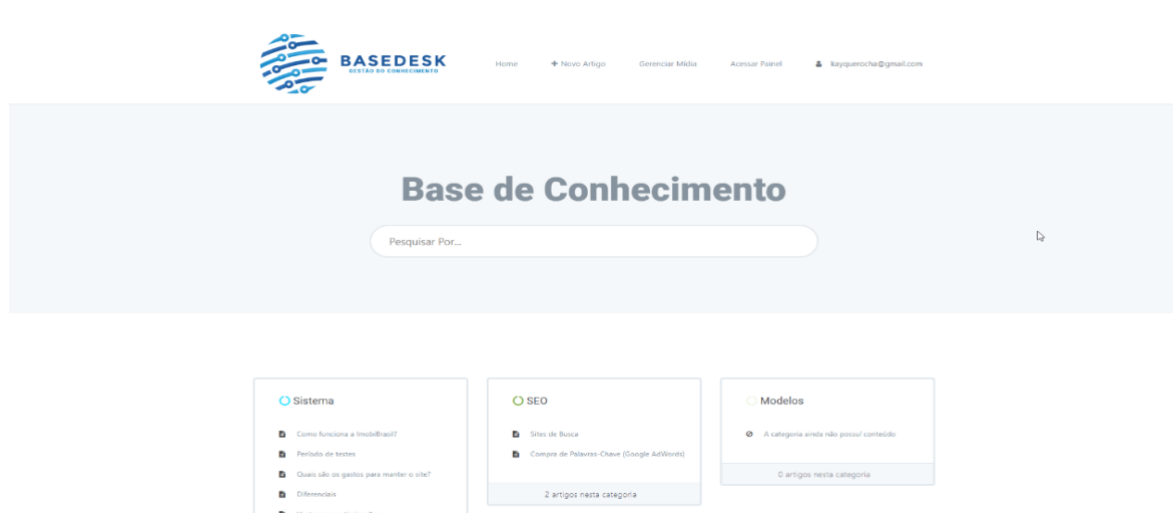 BASEDESK
GESTÃO DO CONHECIMENTO
Home
Novo Artigo
Gerenciar Mídia
Acessar Painel
kayquerocha@gmail.com
Base de Conhecimento
Pesquisar Por...
Sistema
Como funciona a ImobiBrasil?
Período de testes
Quais são os gastos para manter o site?
Diferenciais
SEO
Sites de Busca
Compra de Palavras-Chave (Google AdWords)
2 artigos nesta categoria
Modelos
A categoria ainda não possui conteúdo
0 artigos nesta categoria